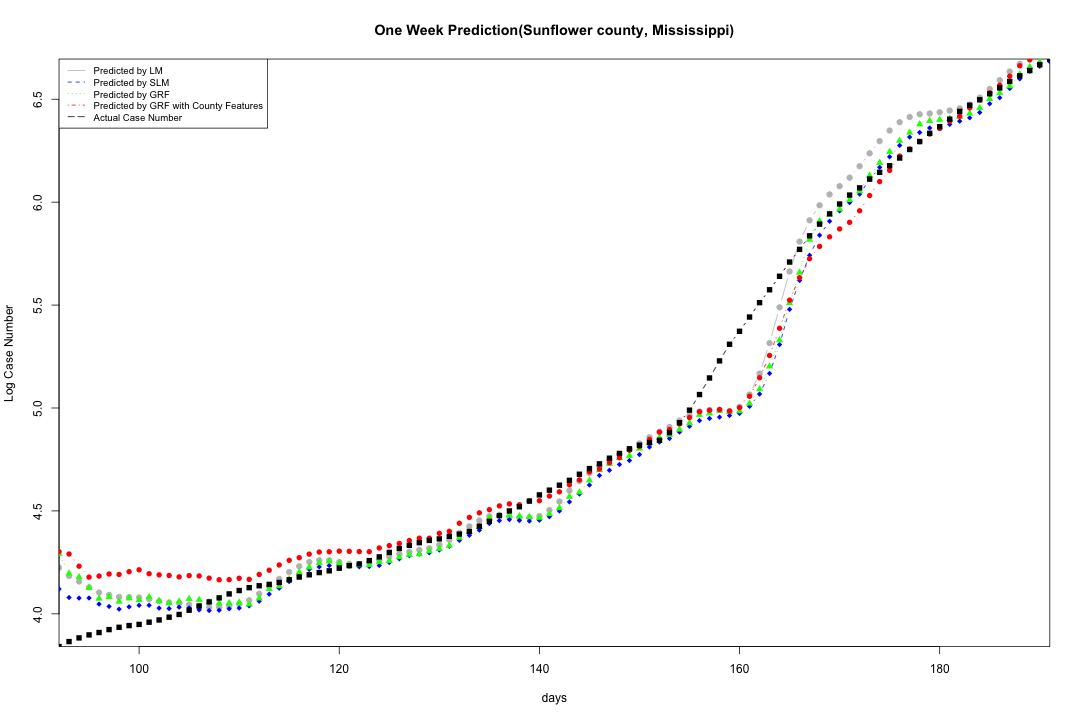 One Week Prediction(Sunflower county, Mississippi)
Predicted by LM
Predicted by SLM
Predicted by GRF
Predicted by GRF with County Features
Actual Case Number
Log Case Number
6.5
6.0
5.5
5.0
4.5
4.0
100 120 140 160 180
days